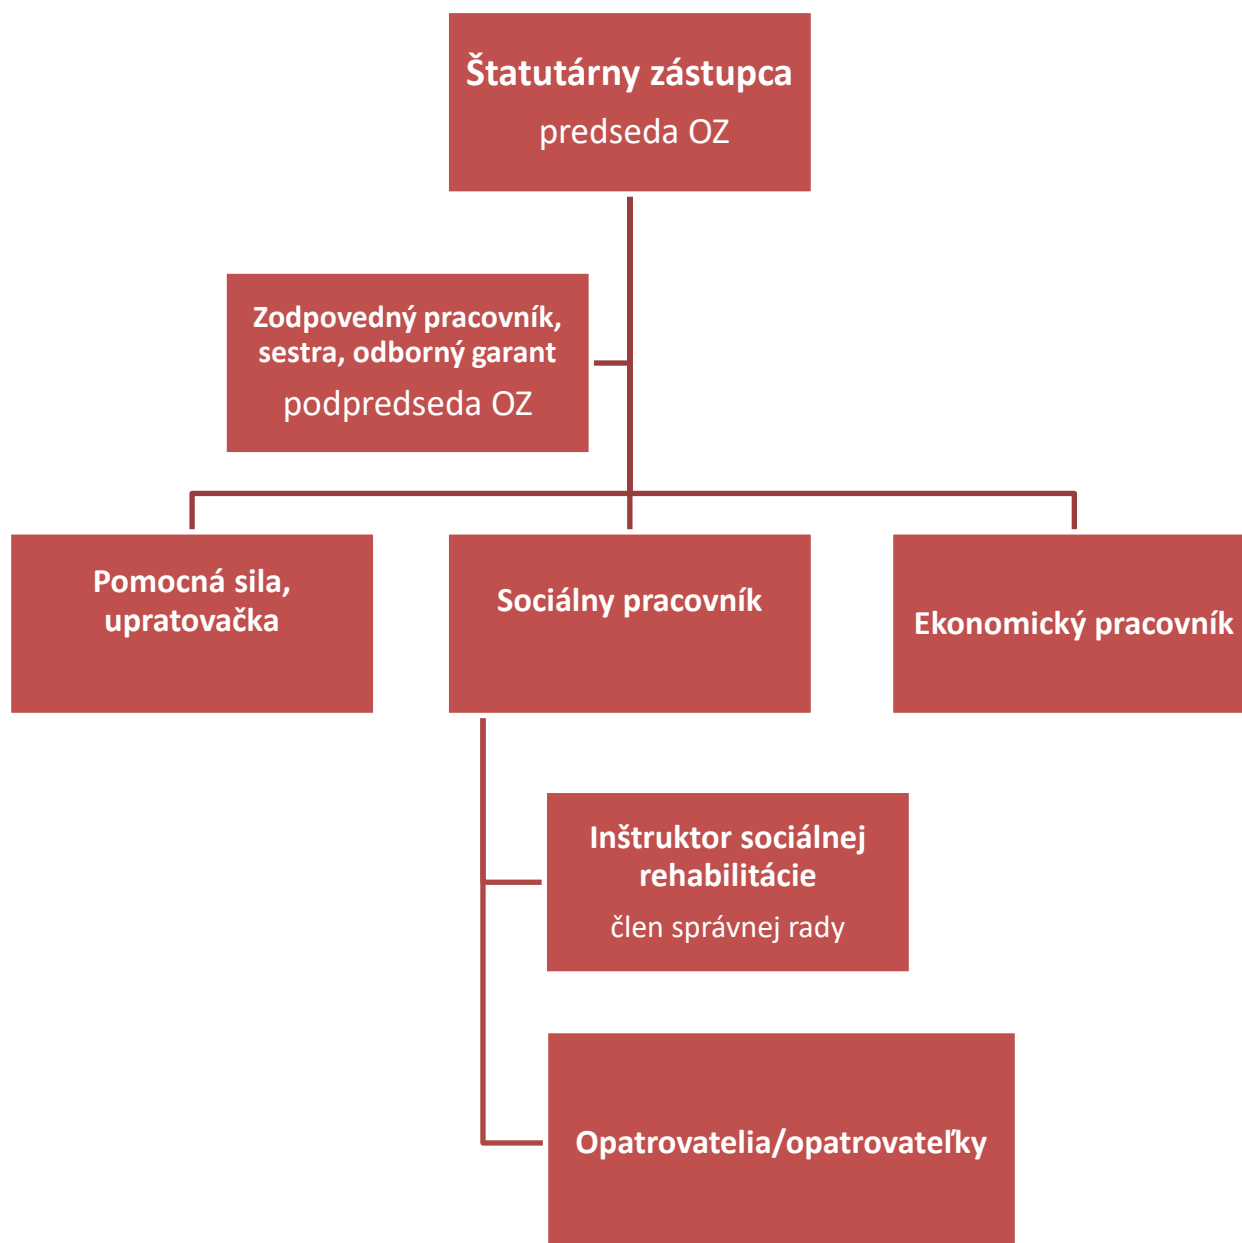 Štatutárny zástupca
predseda OZ
Zodpovedný pracovník,
sestra, odborný garant
podpredseda OZ
Pomocná sila,
upratovačka
Sociálny pracovník
Ekonomický pracovník
Inštruktor sociálnej
rehabilitácie
člen správnej rady
Opatrovatelia/opatrovateľky